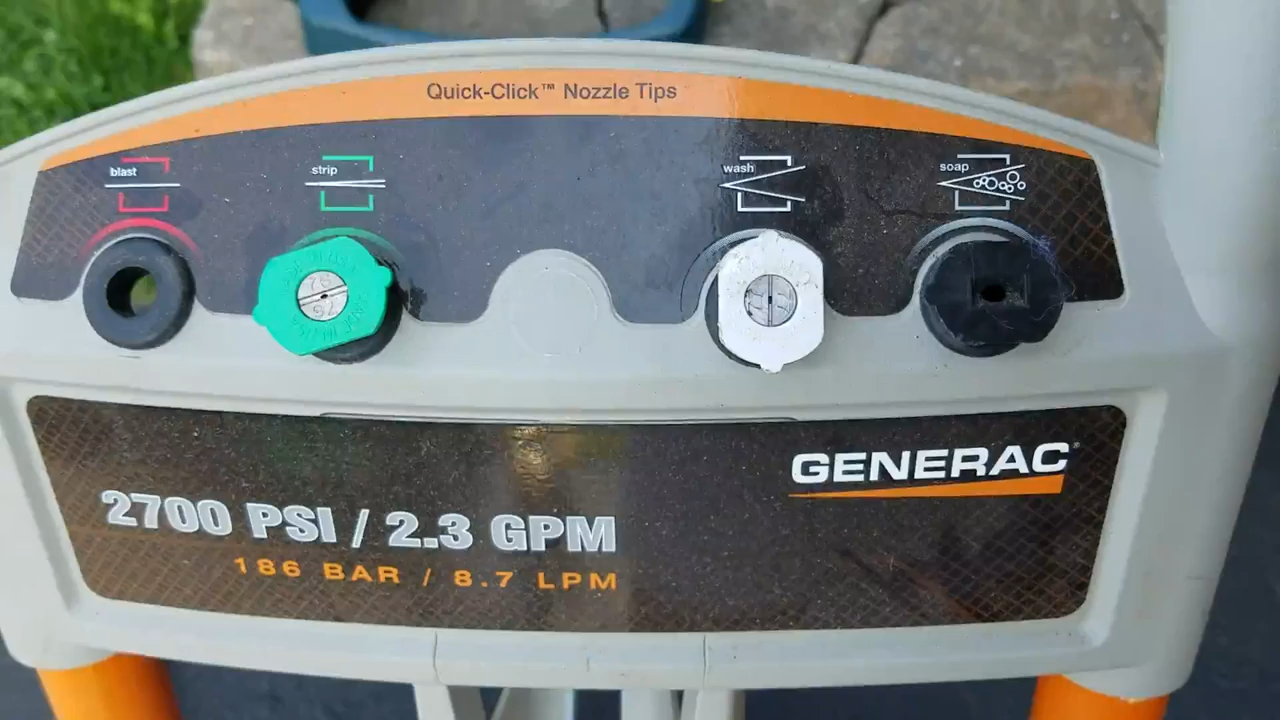 Quick-Click™ Nozzle Tips
blast
strip
wash
soap
GENERAC
2700 PSI / 2.3 GPM
186 BAR / 8.7 LPM